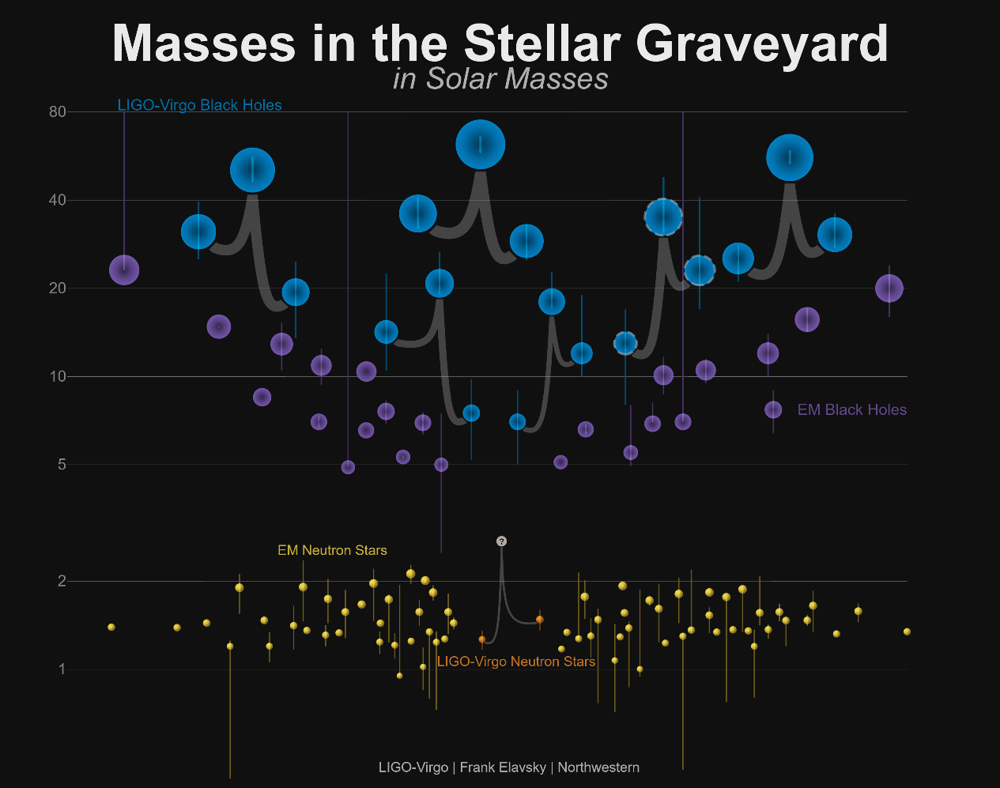 Masses in the Stellar Graveyard
in Solar Masses
LIGO-Virgo Black Holes
80
40
20
10
EM Black Holes
5
?
EM Neutron Stars
2
LIGO-Virgo Neutron Stars
1
LIGO-Virgo | Frank Elavsky | Northwestern